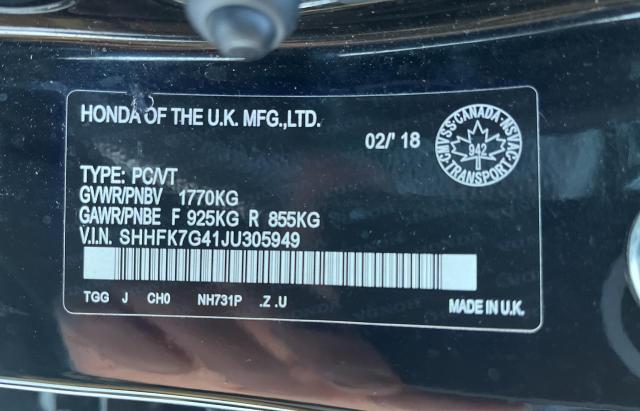 HONDA OF THE U.K. MFG.,LTD.
02/' 18
CMVSS-CANADA-NSVAC
942
TRANSPORT
TYPE: PC/VT
GVWR/PNBV 1770KG
GAWR/PNBE F 925KG R 855KG
V.I.N. SHHFK7G41JU305949
TGG J CH0 NH731P .Z .U
MADE IN U.K.